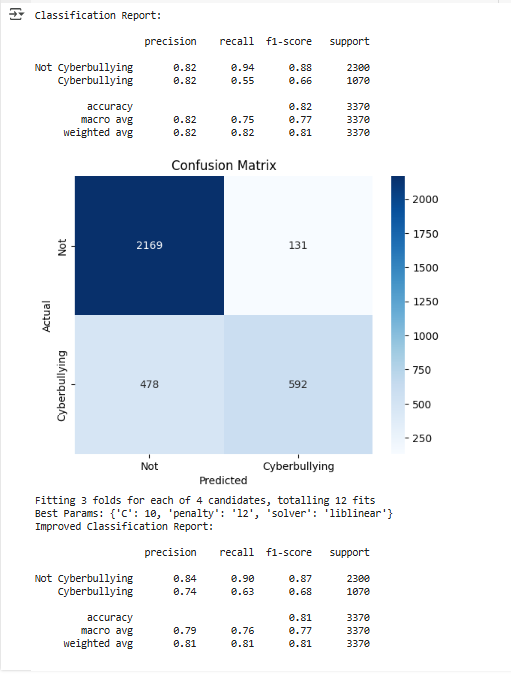 Classification Report:
precision recall f1-score support
Not Cyberbullying 0.82 0.94 0.88 2300
Cyberbullying 0.82 0.55 0.66 1070
accuracy 0.82 3370
macro avg 0.82 0.75 0.77 3370
weighted avg 0.82 0.82 0.81 3370
Confusion Matrix
Not
2169 131
Cyberbullying
478 592
Actual
Not Cyberbullying
Predicted
2000
1750
1500
1250
1000
750
500
250
Fitting 3 folds for each of 4 candidates, totalling 12 fits
Best Params: {'C': 10, 'penalty': 'l2', 'solver': 'liblinear'}
Improved Classification Report:
precision recall f1-score support
Not Cyberbullying 0.84 0.90 0.87 2300
Cyberbullying 0.74 0.63 0.68 1070
accuracy 0.81 3370
macro avg 0.79 0.76 0.77 3370
weighted avg 0.81 0.81 0.81 3370